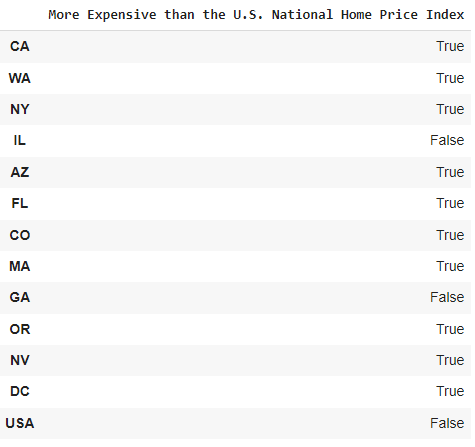 More Expensive than the U.S. National Home Price Index
CA True
WA True
NY True
IL False
AZ True
FL True
CO True
MA True
GA False
OR True
NV True
DC True
USA False